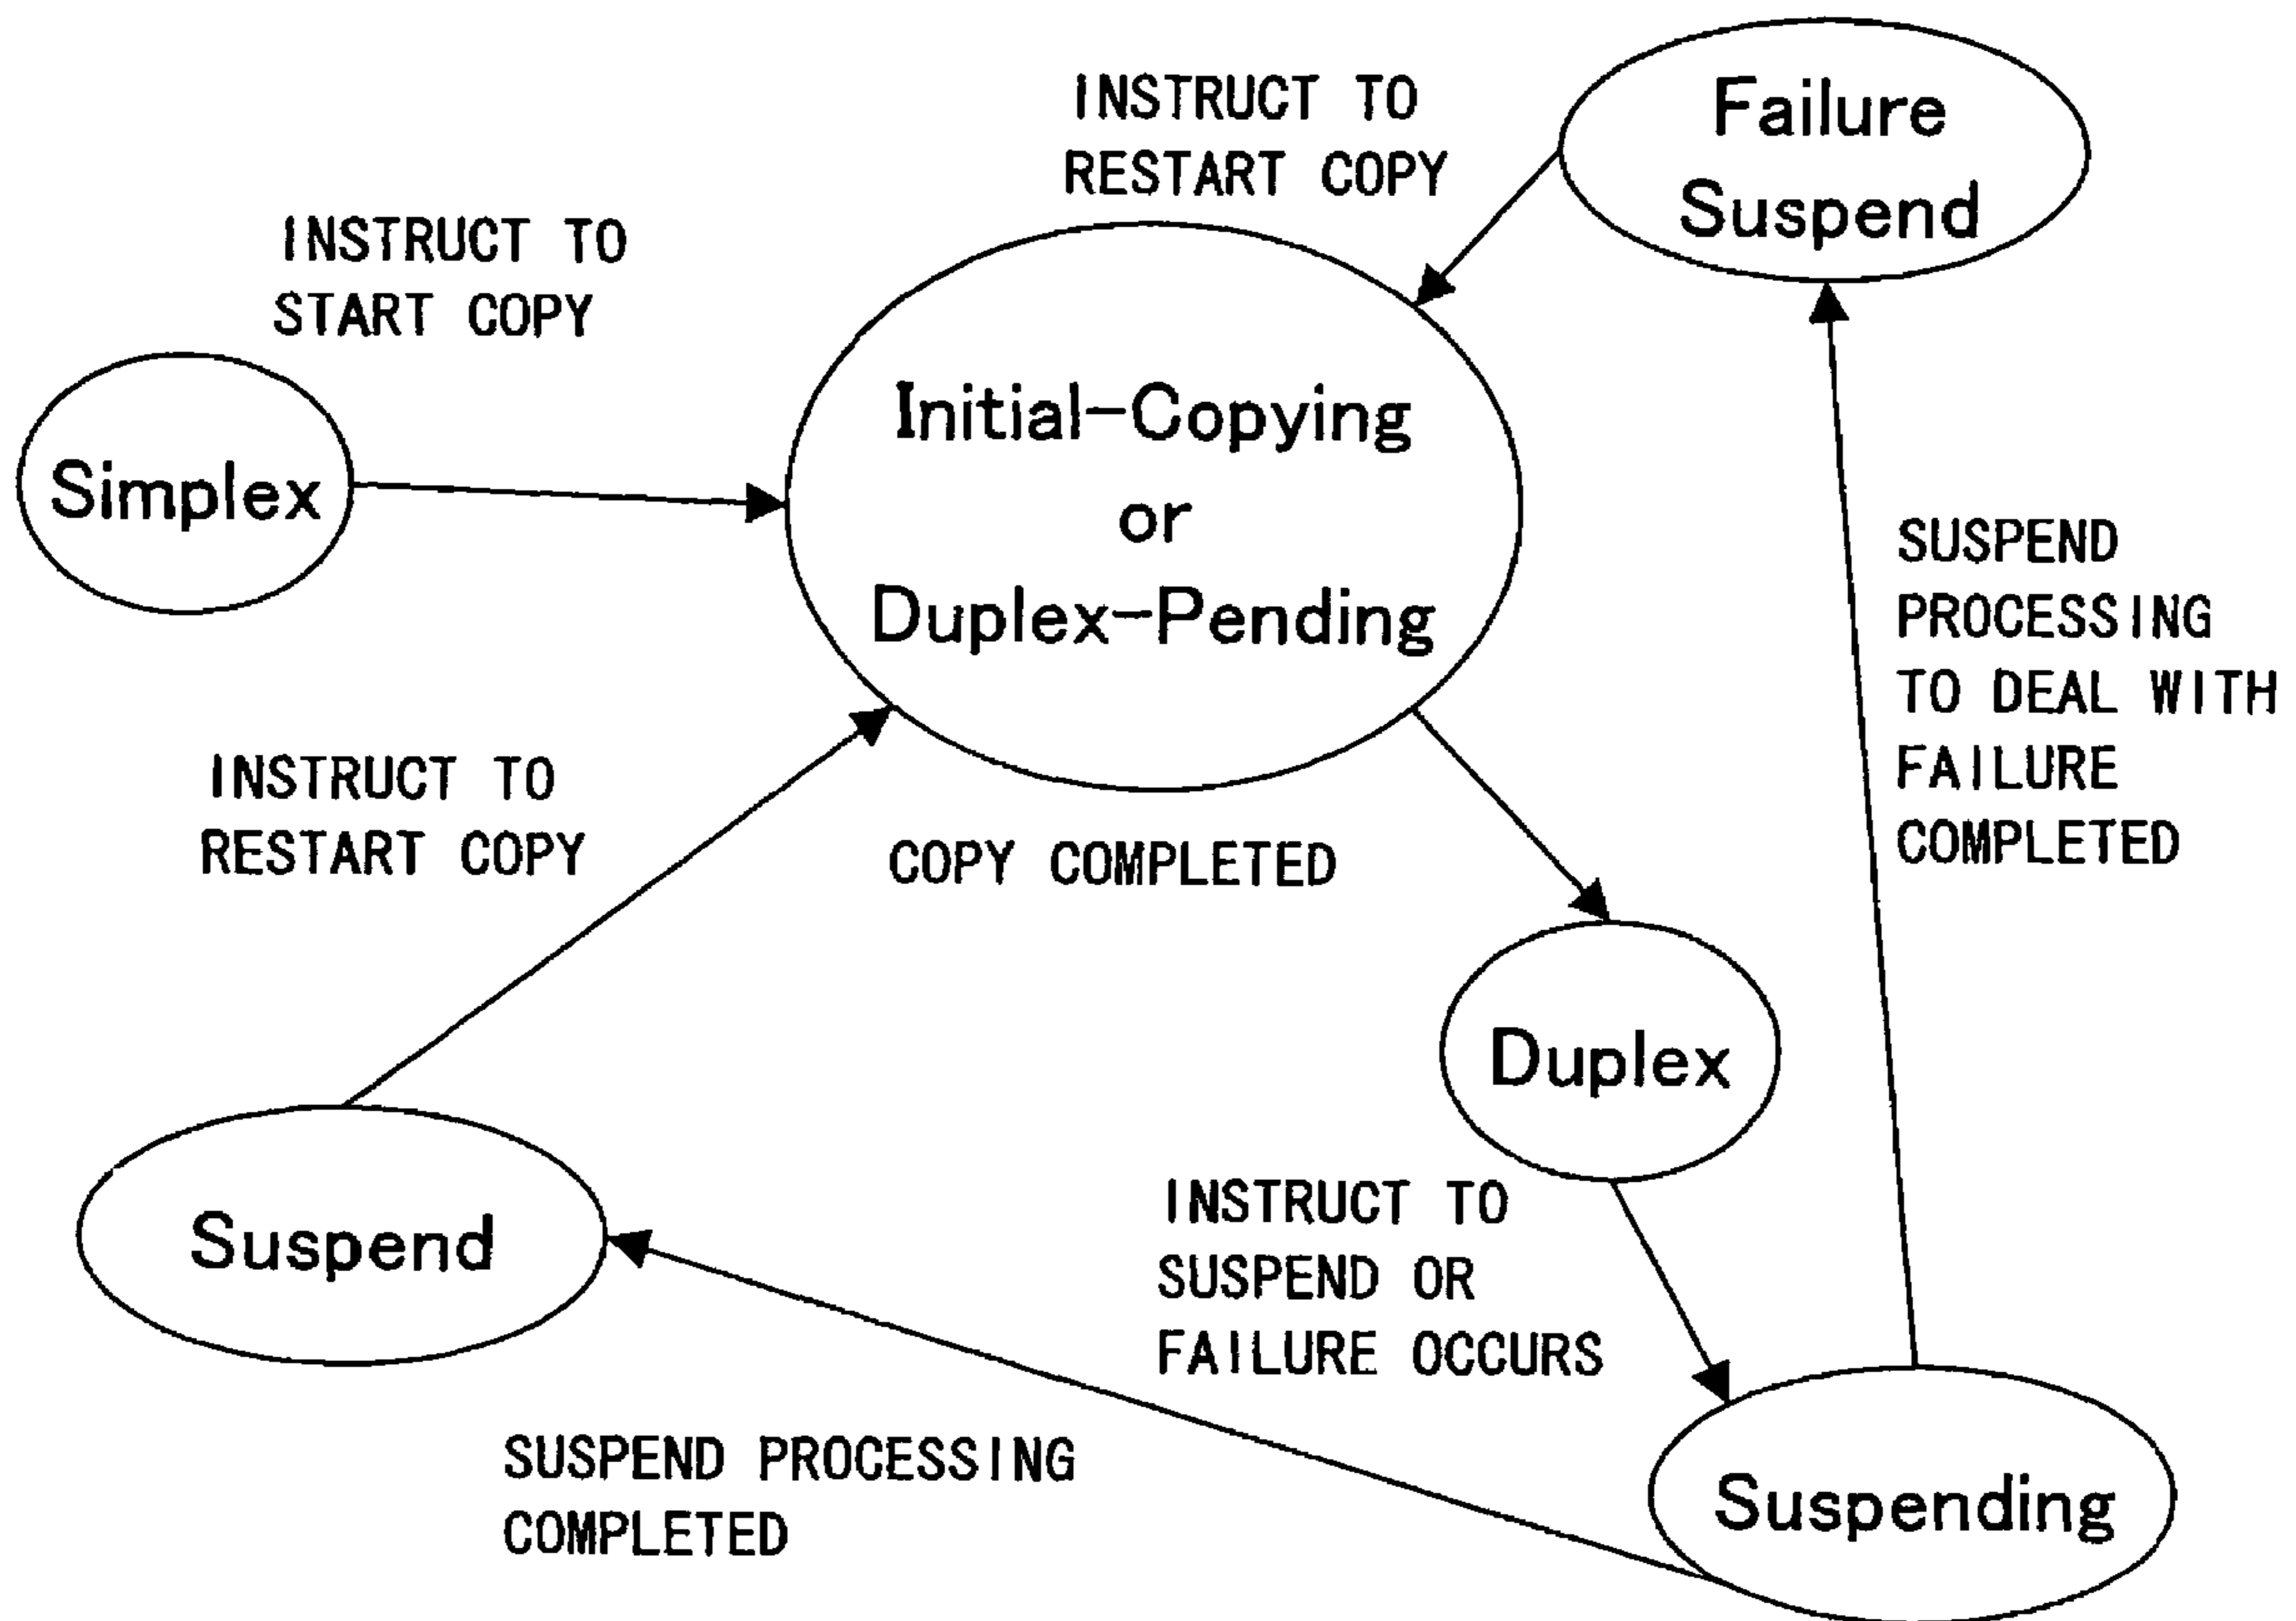 INSTRUCT TO
RESTART COPY
Failure
Suspend
INSTRUCT TO
START COPY
Simplex
Initial-Copying
or
Duplex-Pending
SUSPEND
PROCESSING
TO DEAL WITH
FAILURE
COMPLETED
INSTRUCT TO
RESTART COPY
COPY COMPLETED
Duplex
Suspend
INSTRUCT TO
SUSPEND OR
FAILURE OCCURS
SUSPEND PROCESSING
COMPLETED
Suspending